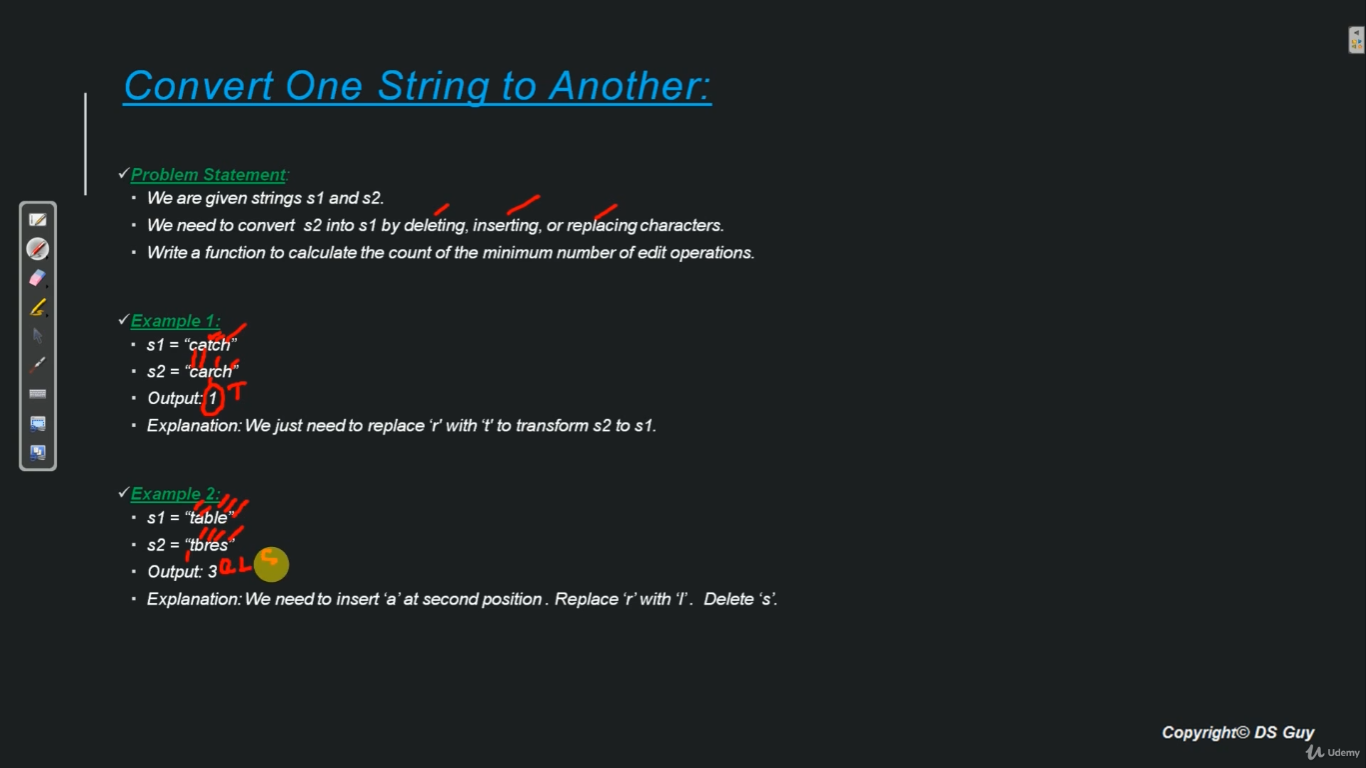 Convert One String to Another:
✓Problem Statement:
▪ We are given strings s1 and s2.
▪ We need to convert s2 into s1 by deleting, inserting, or replacing characters.
▪ Write a function to calculate the count of the minimum number of edit operations.
✓Example 1:
▪ s1 = “catch”
▪ s2 = “carch”
▪ Output: 1 T
▪ Explanation: We just need to replace ‘r’ with ‘t’ to transform s2 to s1.
✓Example 2:
▪ s1 = “table”
▪ s2 = “tbres”
▪ Output: 3 a L S
▪ Explanation: We need to insert ‘a’ at second position . Replace ‘r’ with ‘l’ . Delete ‘s’.
Copyright© DS Guy
Udemy